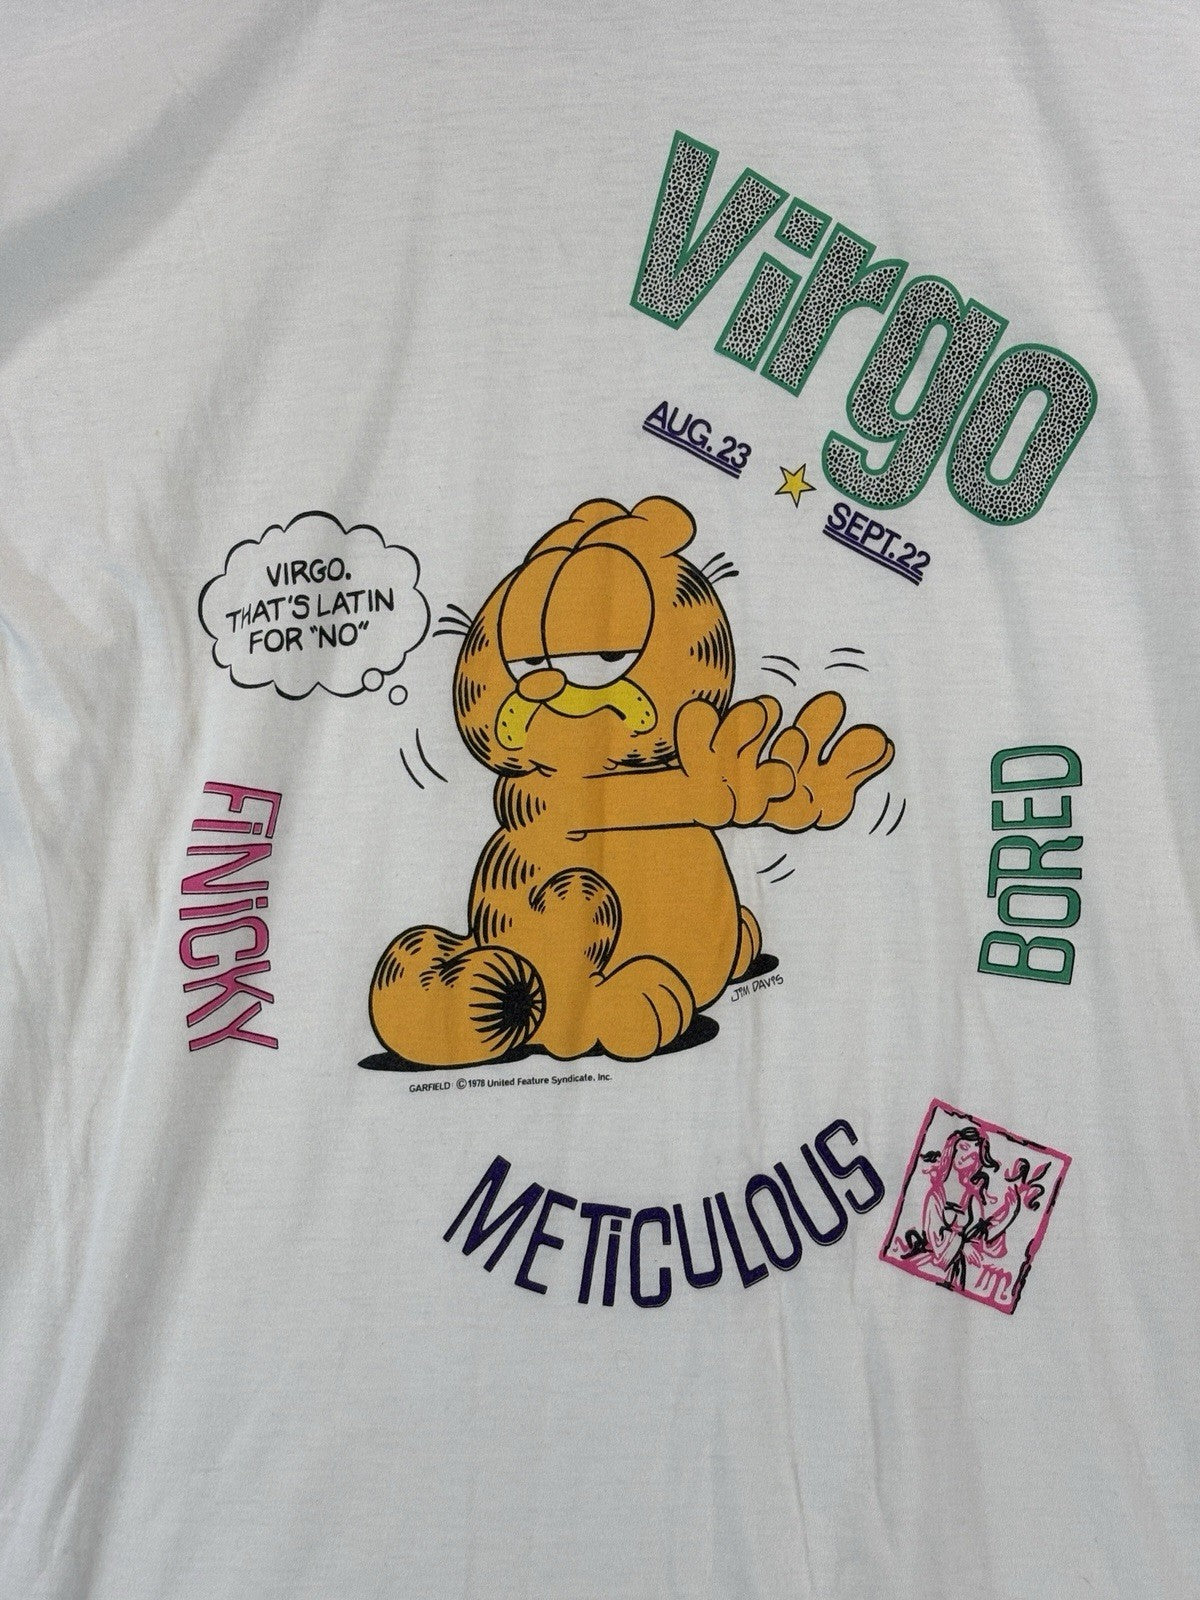 Virgo
AUG. 23
SEPT. 22
VIRGO.
THAT'S LATIN
FOR "NO"
FiNiCKY
BORED
JIM DAVIS
GARFIELD ©1978 United Feature Syndicate, Inc.
METiCULOUS